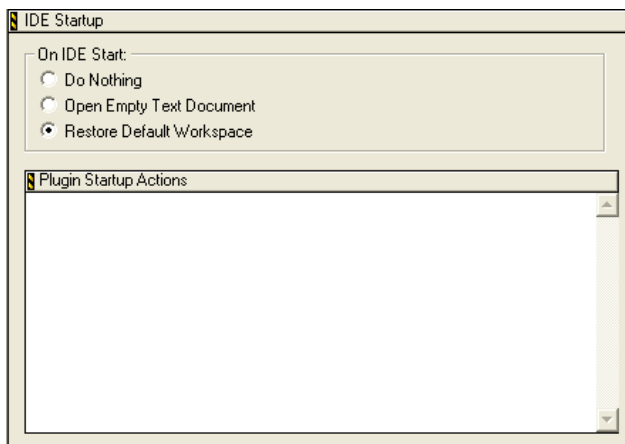 IDE Startup
On IDE Start:
Do Nothing
Open Empty Text Document
Restore Default Workspace
Plugin Startup Actions